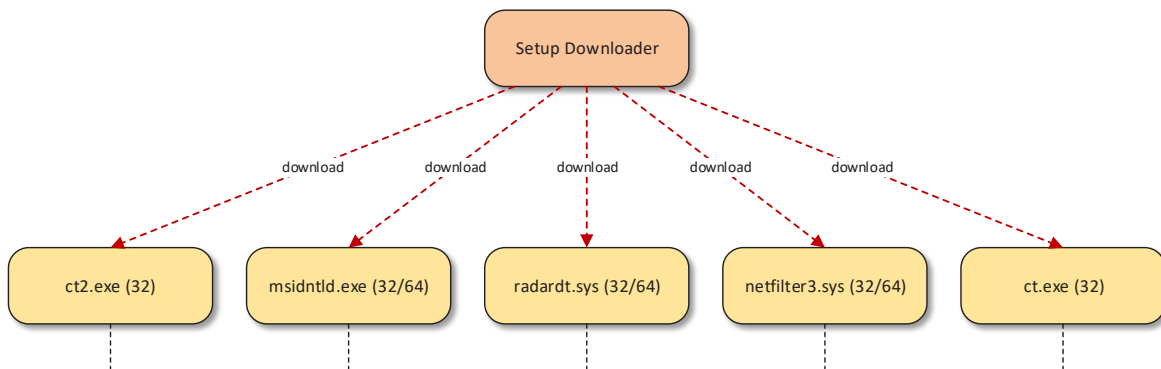 Setup Downloader
download
download
download
download
download
ct2.exe (32)
msidntld.exe (32/64)
radardt.sys (32/64)
netfilter3.sys (32/64)
ct.exe (32)